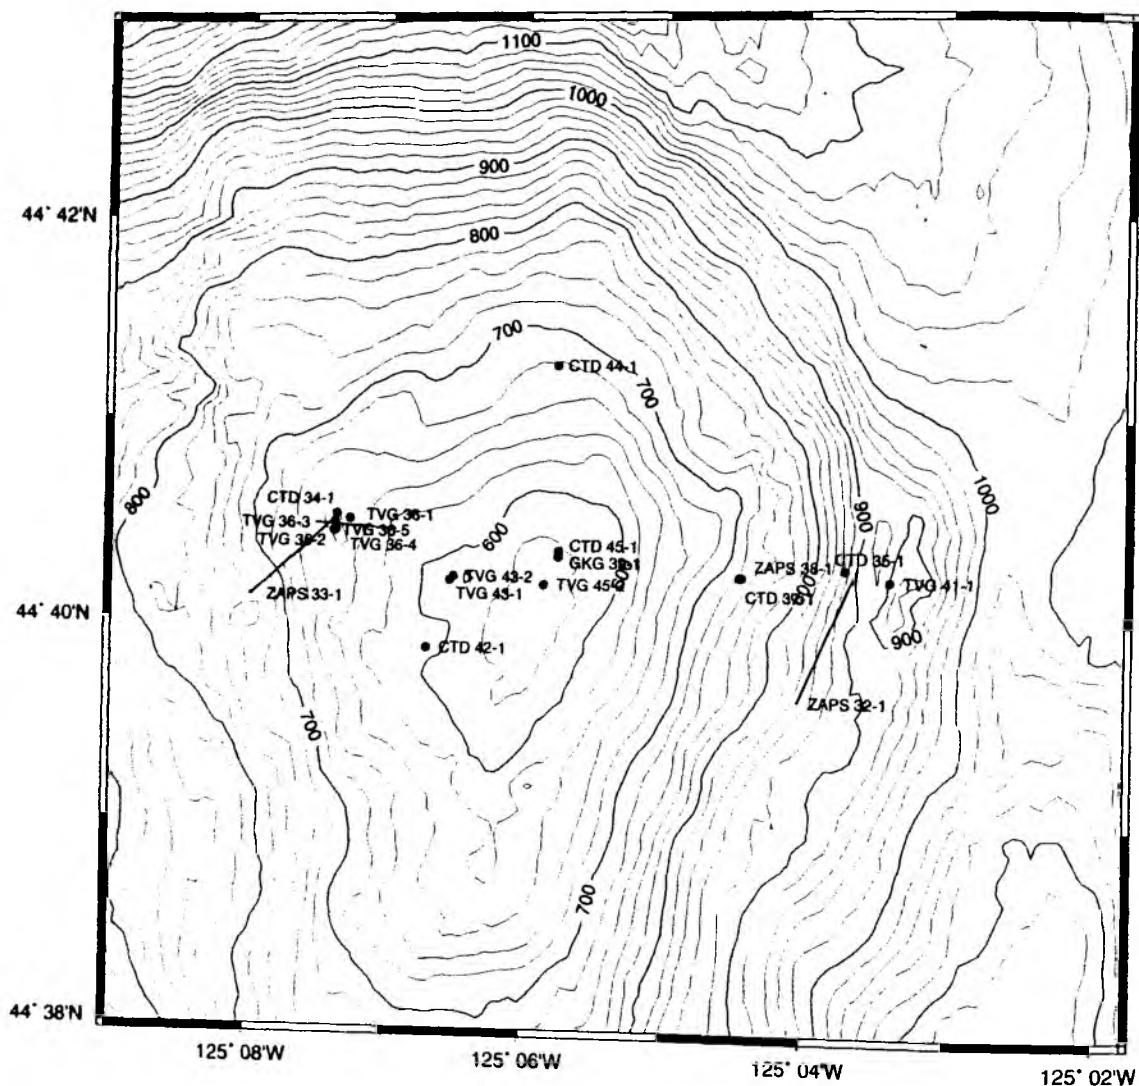 1100
1000
900
44° 42'N
800
700
CTD 44-1
700
1000
800
900
CTD 34-1
TVG 36-1
TVG 36-3
TVG 36-5
TVG 36-2
TVG 36-4
600
CTD 45-1
CTD 35-1
TVG 43-2
ZAPS 38-1
TVG 41-1
ZAPS 33-1
TVG 43-1
TVG 45-2
44° 40'N
900
CTD 42-1
ZAPS 32-1
700
700
44° 38'N
125° 08'W
125° 06'W
125° 04'W
125° 02'W